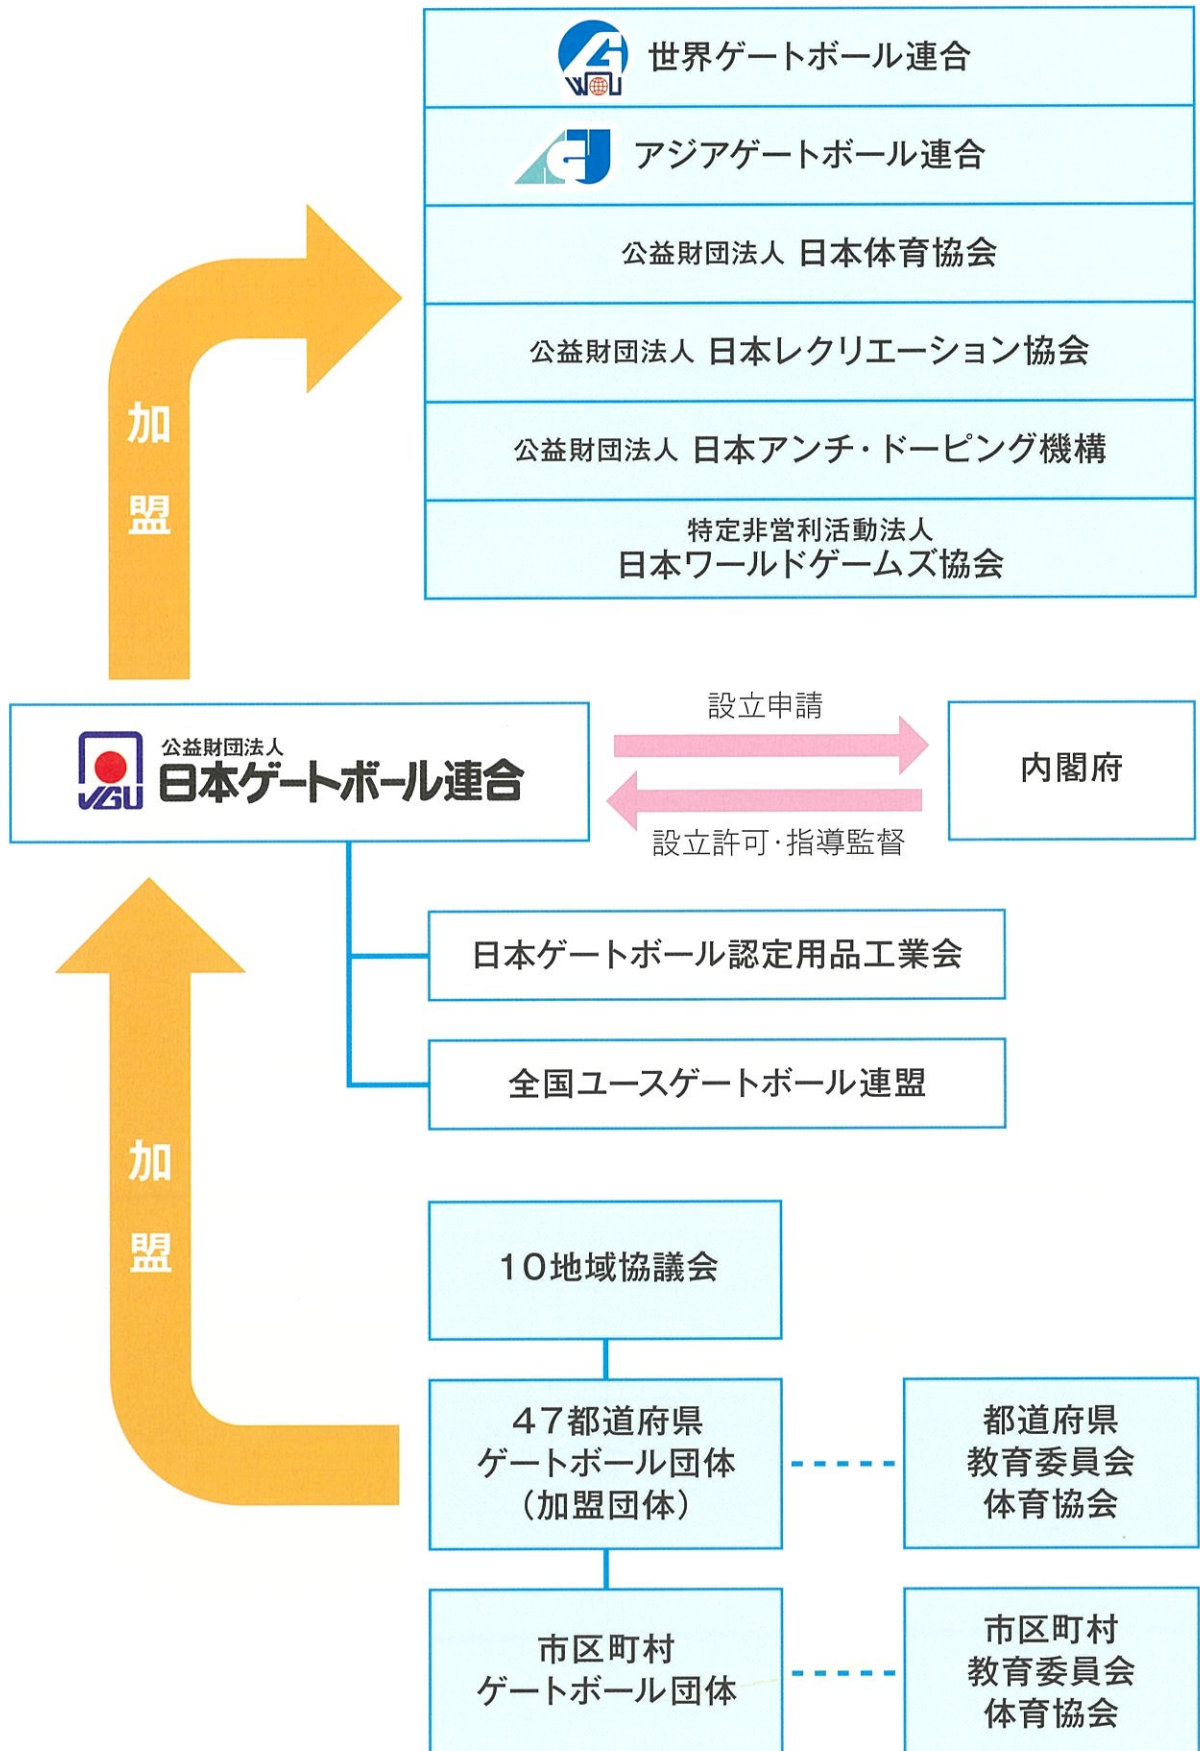 WGU
世界ゲートボール連合
AGU
アジアゲートボール連合
公益財団法人 日本体育協会
公益財団法人 日本レクリエーション協会
公益財団法人 日本アンチ・ドーピング機構
特定非営利活動法人
日本ワールドゲームズ協会
加盟
JGU
公益財団法人
日本ゲートボール連合
設立申請
設立許可・指導監督
内閣府
日本ゲートボール認定用品工業会
全国ユースゲートボール連盟
加盟
10地域協議会
47都道府県
ゲートボール団体
(加盟団体)
都道府県
教育委員会
体育協会
市区町村
ゲートボール団体
市区町村
教育委員会
体育協会